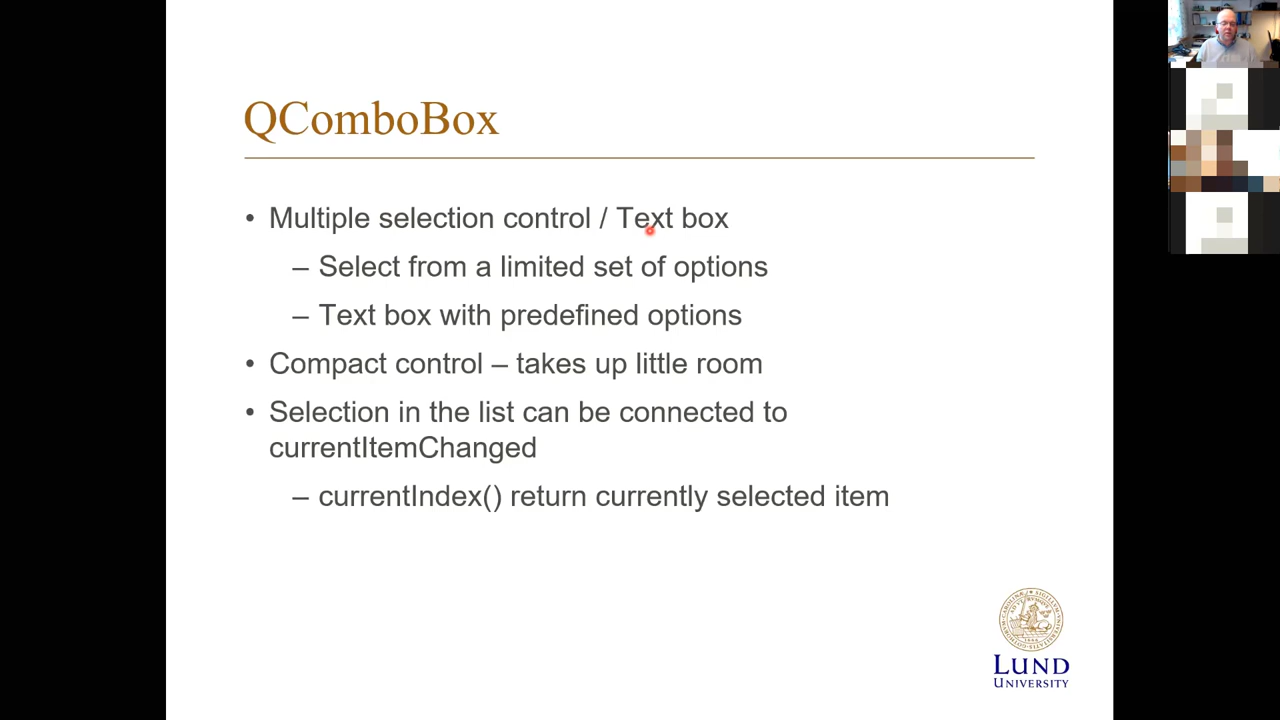 QComboBox
• Multiple selection control / Text box
– Select from a limited set of options
– Text box with predefined options
• Compact control – takes up little room
• Selection in the list can be connected to
currentItemChanged
– currentIndex() return currently selected item
LUND
UNIVERSITY